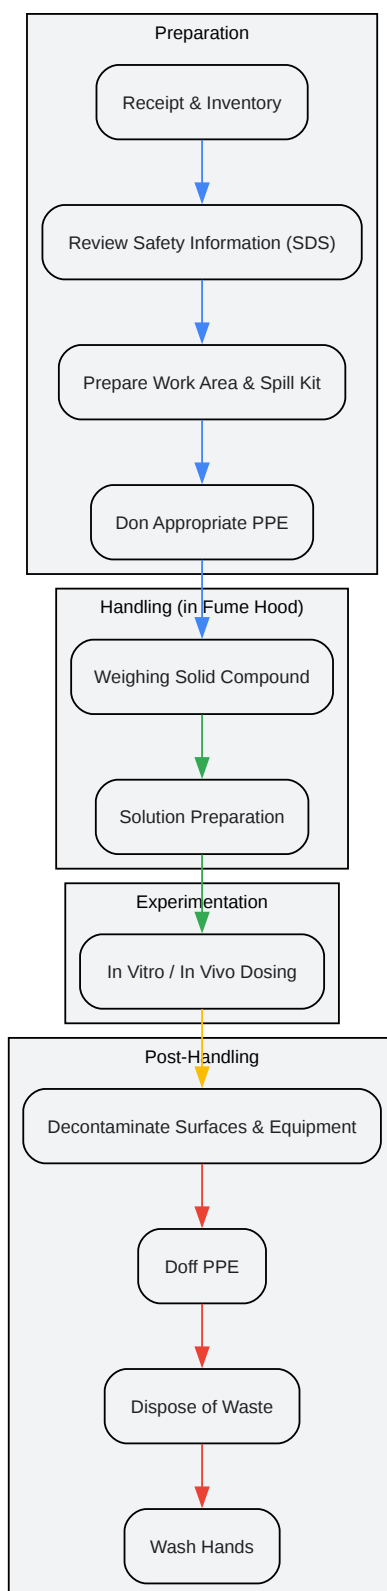 Preparation
Receipt & Inventory
Review Safety Information (SDS)
Prepare Work Area & Spill Kit
Don Appropriate PPE
Handling (in Fume Hood)
Weighing Solid Compound
Solution Preparation
Experimentation
In Vitro / In Vivo Dosing
Post-Handling
Decontaminate Surfaces & Equipment
Doff PPE
Dispose of Waste
Wash Hands